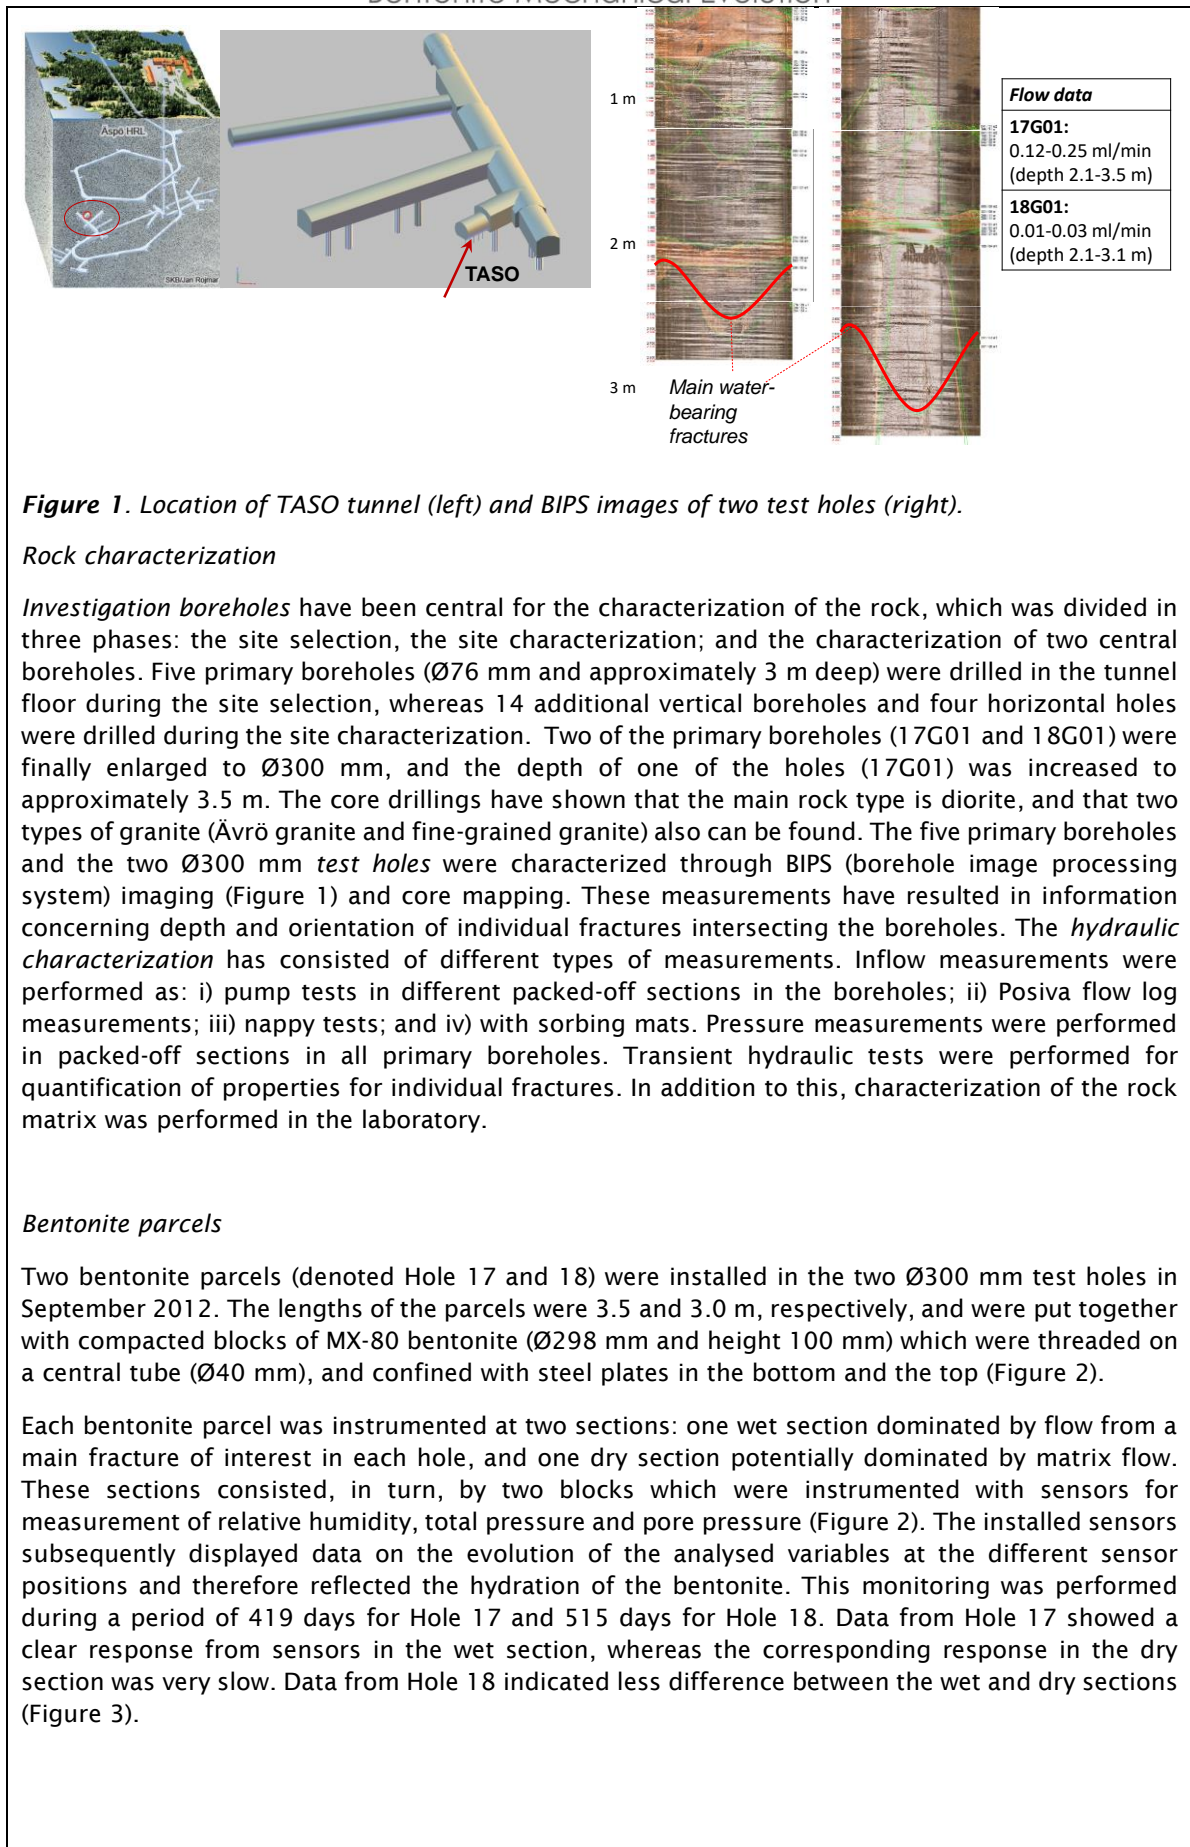 Bentonite Mechanical Evolution
Äspö HRL
SKB/Jan Rojmar
TASO
1 m
2 m
3 m
Main water-
bearing
fractures
Flow data
17G01:
0.12-0.25 ml/min
(depth 2.1-3.5 m)
18G01:
0.01-0.03 ml/min
(depth 2.1-3.1 m)
Figure 1. Location of TASO tunnel (left) and BIPS images of two test holes (right).
Rock characterization
Investigation boreholes have been central for the characterization of the rock, which was divided in
three phases: the site selection, the site characterization; and the characterization of two central
boreholes. Five primary boreholes (Ø76 mm and approximately 3 m deep) were drilled in the tunnel
floor during the site selection, whereas 14 additional vertical boreholes and four horizontal holes
were drilled during the site characterization. Two of the primary boreholes (17G01 and 18G01) were
finally enlarged to Ø300 mm, and the depth of one of the holes (17G01) was increased to
approximately 3.5 m. The core drillings have shown that the main rock type is diorite, and that two
types of granite (Ävrö granite and fine-grained granite) also can be found. The five primary boreholes
and the two Ø300 mm test holes were characterized through BIPS (borehole image processing
system) imaging (Figure 1) and core mapping. These measurements have resulted in information
concerning depth and orientation of individual fractures intersecting the boreholes. The hydraulic
characterization has consisted of different types of measurements. Inflow measurements were
performed as: i) pump tests in different packed-off sections in the boreholes; ii) Posiva flow log
measurements; iii) nappy tests; and iv) with sorbing mats. Pressure measurements were performed
in packed-off sections in all primary boreholes. Transient hydraulic tests were performed for
quantification of properties for individual fractures. In addition to this, characterization of the rock
matrix was performed in the laboratory.
Bentonite parcels
Two bentonite parcels (denoted Hole 17 and 18) were installed in the two Ø300 mm test holes in
September 2012. The lengths of the parcels were 3.5 and 3.0 m, respectively, and were put together
with compacted blocks of MX-80 bentonite (Ø298 mm and height 100 mm) which were threaded on
a central tube (Ø40 mm), and confined with steel plates in the bottom and the top (Figure 2).
Each bentonite parcel was instrumented at two sections: one wet section dominated by flow from a
main fracture of interest in each hole, and one dry section potentially dominated by matrix flow.
These sections consisted, in turn, by two blocks which were instrumented with sensors for
measurement of relative humidity, total pressure and pore pressure (Figure 2). The installed sensors
subsequently displayed data on the evolution of the analysed variables at the different sensor
positions and therefore reflected the hydration of the bentonite. This monitoring was performed
during a period of 419 days for Hole 17 and 515 days for Hole 18. Data from Hole 17 showed a
clear response from sensors in the wet section, whereas the corresponding response in the dry
section was very slow. Data from Hole 18 indicated less difference between the wet and dry sections
(Figure 3).